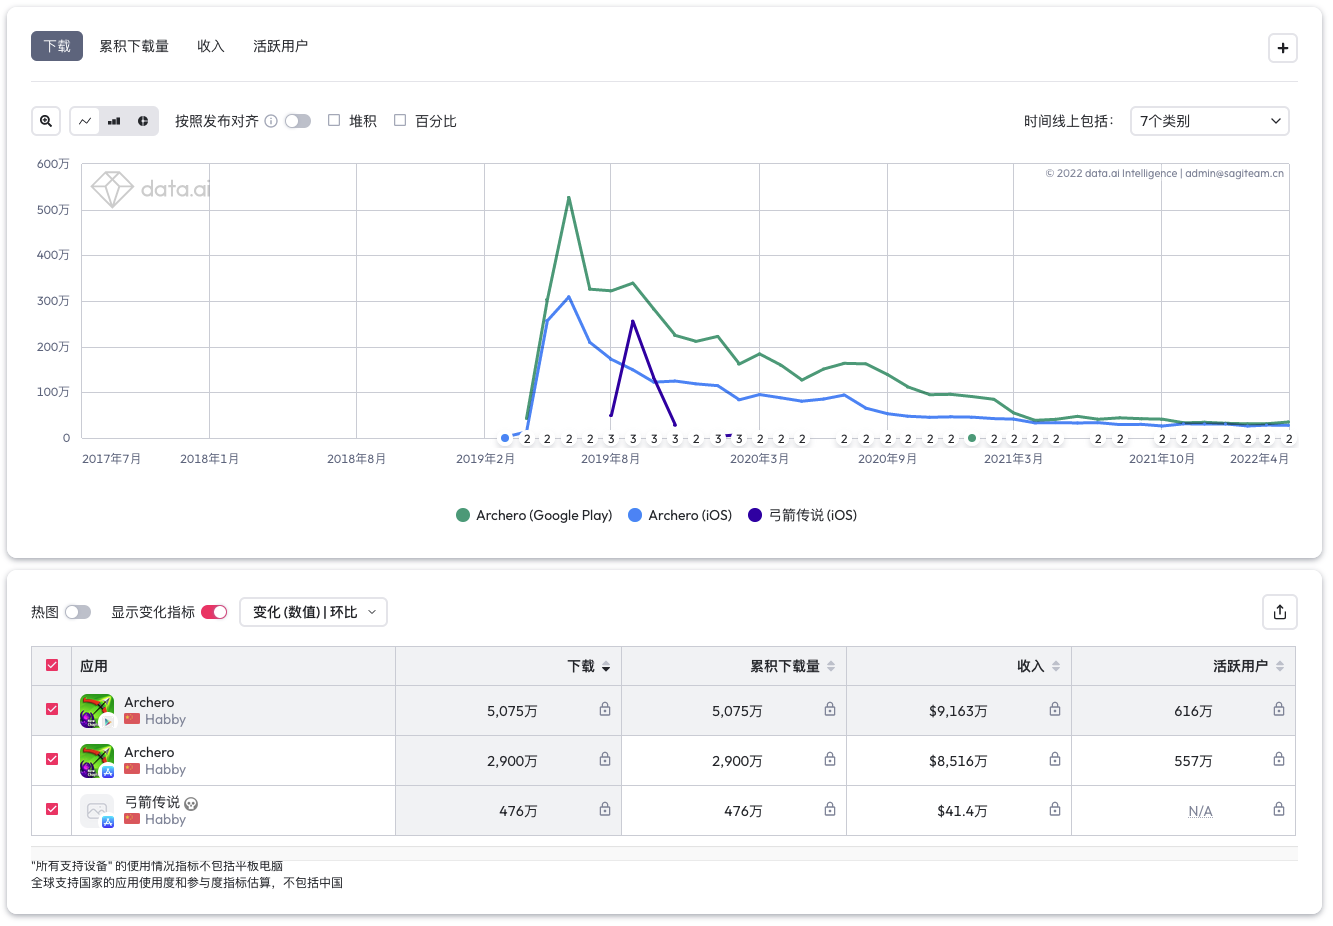 下载 累积下载量 收入 活跃用户
按照发布对齐 堆积 百分比 时间线上包括： 7个类别
600万
data.ai
© 2022 data.ai Intelligence | admin@sagiteam.cn
500万
400万
300万
200万
100万
0
2 2 2 2 3 3 3 3 2 3 3 2 2 2 2 2 2 2 2 2 2 2 2 2 2 2 2 2 2 2 2 2 2
2017年7月 2018年1月 2018年8月 2019年2月 2019年8月 2020年3月 2020年9月 2021年3月 2021年10月 2022年4月
Archero (Google Play) Archero (iOS) 弓箭传说 (iOS)
热图 显示变化指标 变化 (数值) | 环比
应用 下载 累积下载量 收入 活跃用户
Archero
Habby
5,075万 5,075万 $9,163万 616万
Archero
Habby
2,900万 2,900万 $8,516万 557万
弓箭传说
Habby
476万 476万 $41.4万 N/A
"所有支持设备" 的使用情况指标不包括平板电脑
全球支持国家的应用使用度和参与度指标估算，不包括中国